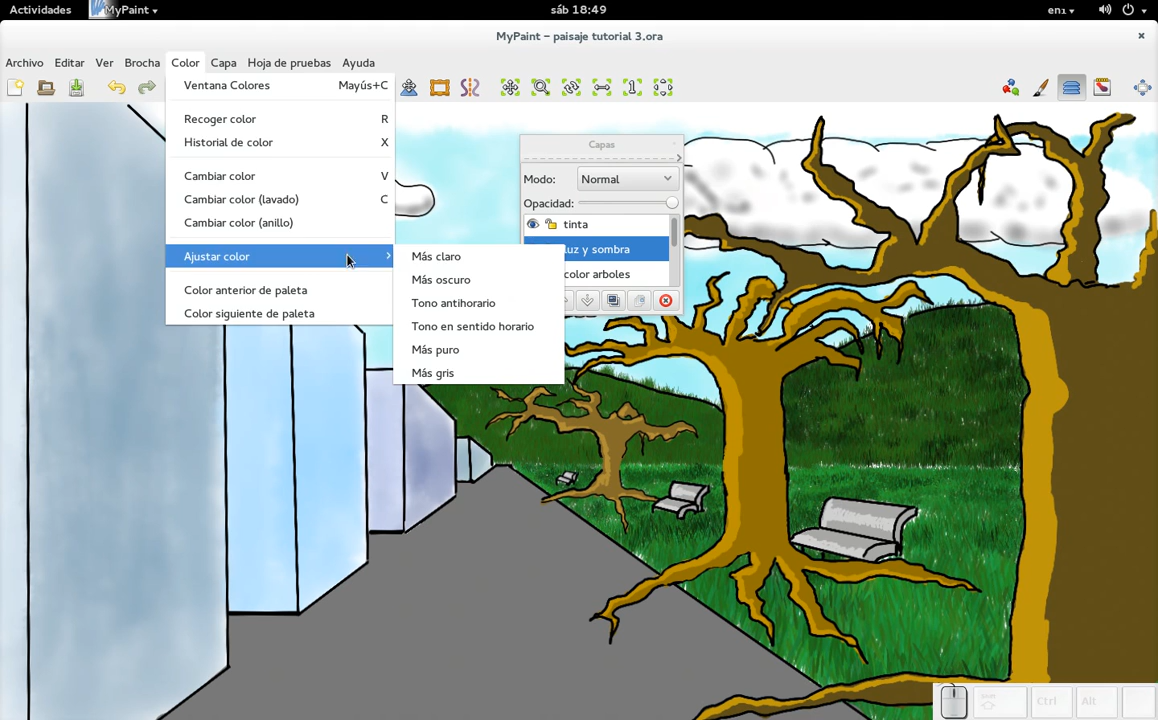 Actividades MyPaint sáb 18:49 en₁
MyPaint – paisaje tutorial 3.ora ×
Archivo Editar Ver Brocha Color Capa Hoja de pruebas Ayuda
Ventana Colores Mayús+C
Recoger color R
Historial de color X
Cambiar color V
Cambiar color (lavado) C
Cambiar color (anillo)
Ajustar color
Color anterior de paleta
Color siguiente de paleta
Más claro
Más oscuro
Tono antihorario
Tono en sentido horario
Más puro
Más gris
Capas
Modo: Normal
Opacidad:
tinta
luz y sombra
color arboles
Shift Ctrl Alt